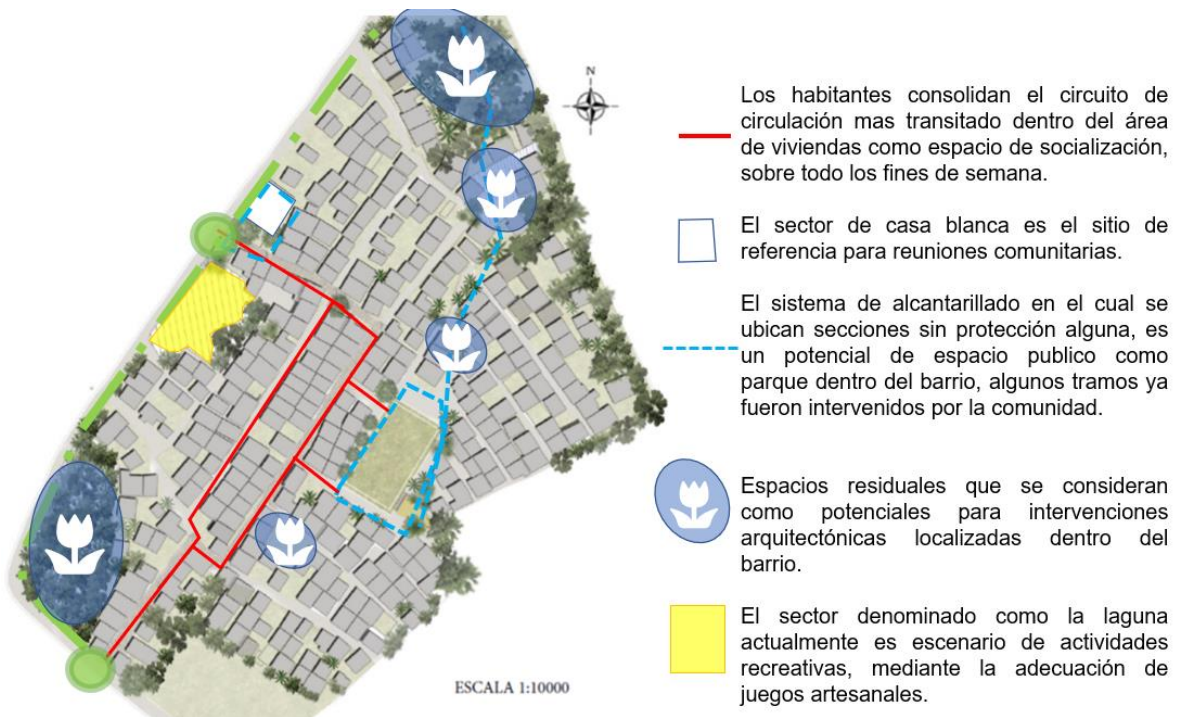 N
Los habitantes consolidan el circuito de
circulación mas transitado dentro del área
de viviendas como espacio de socialización,
sobre todo los fines de semana.
El sector de casa blanca es el sitio de
referencia para reuniones comunitarias.
El sistema de alcantarillado en el cual se
ubican secciones sin protección alguna, es
un potencial de espacio publico como
parque dentro del barrio, algunos tramos ya
fueron intervenidos por la comunidad.
Espacios residuales que se consideran
como potenciales para intervenciones
arquitectónicas localizadas dentro del
barrio.
El sector denominado como la laguna
actualmente es escenario de actividades
recreativas, mediante la adecuación de
juegos artesanales.
ESCALA 1:10000